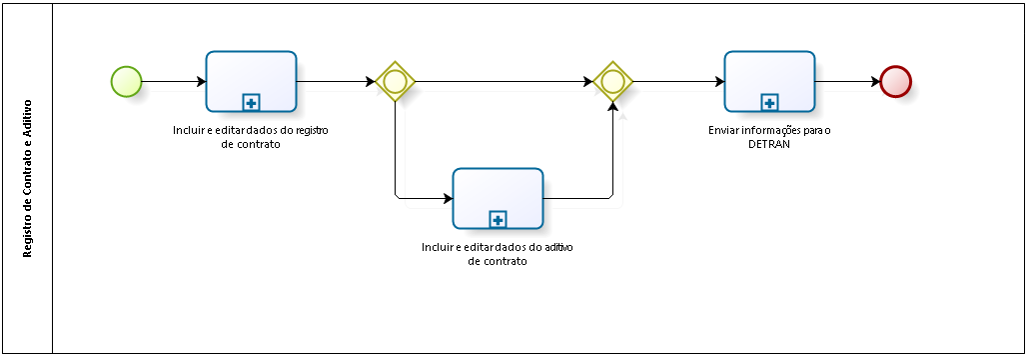 Registro de Contrato e Aditivo
Incluir e editar dados do registro
de contrato
Incluir e editar dados do aditivo
de contrato
Enviar informações para o
DETRAN